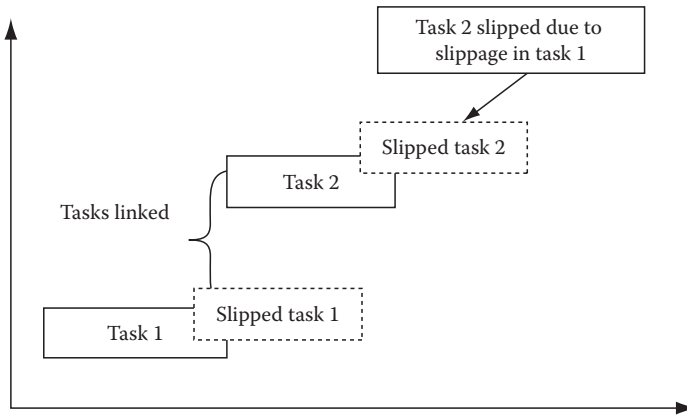 Task 2 slipped due to
slippage in task 1
Slipped task 2
Task 2
Tasks linked
Slipped task 1
Task 1